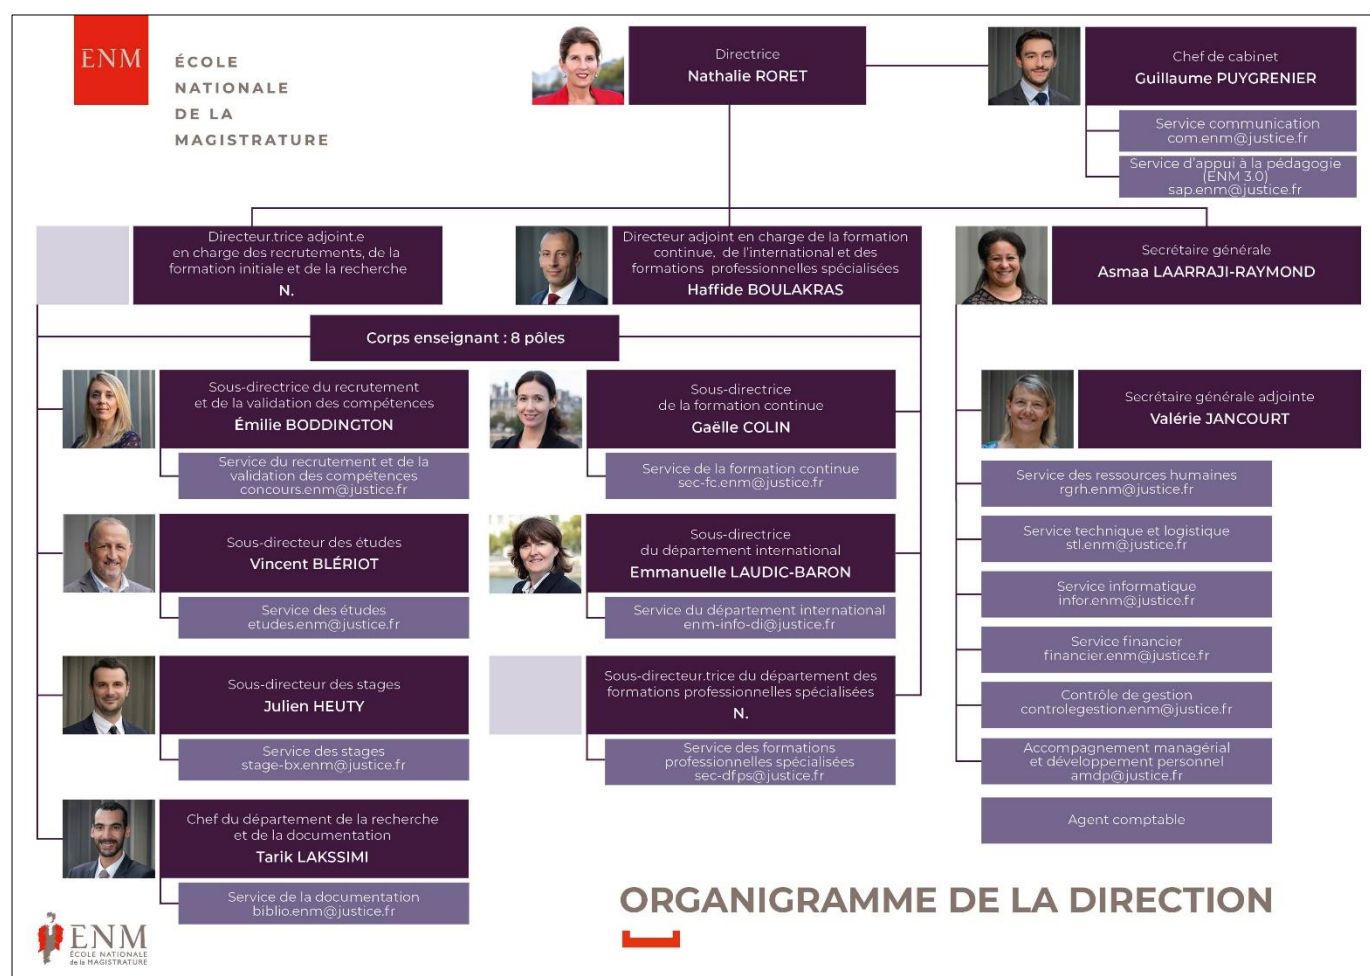 ENM
ÉCOLE
NATIONALE
DE LA
MAGISTRATURE
Directrice
Nathalie RORET
Chef de cabinet
Guillaume PUYGRENIER
Service communication
com.enm@justice.fr
Service d'appui à la pédagogie
(ENM 3.0)
sap.enm@justice.fr
Directeur.trice adjoint.e
en charge des recrutements, de la
formation initiale et de la recherche
N.
Directeur adjoint en charge de la formation
continue, de l'international et des
formations professionnelles spécialisées
Haffide BOULAKRAS
Secrétaire générale
Asmaa LAARRAJI-RAYMOND
Corps enseignant : 8 pôles
Sous-directrice du recrutement
et de la validation des compétences
Émilie BODDINGTON
Service du recrutement et de la
validation des compétences
concours.enm@justice.fr
Sous-directeur des études
Vincent BLÉRIOT
Service des études
etudes.enm@justice.fr
Sous-directeur des stages
Julien HEUTY
Service des stages
stage-bx.enm@justice.fr
Chef du département de la recherche
et de la documentation
Tarik LAKSSIMI
Service de la documentation
biblio.enm@justice.fr
Sous-directrice
de la formation continue
Gaëlle COLIN
Service de la formation continue
sec-fc.enm@justice.fr
Sous-directrice
du département international
Emmanuelle LAUDIC-BARON
Service du département international
enm-info-di@justice.fr
Sous-directeur.trice du département des
formations professionnelles spécialisées
N.
Service des formations
professionnelles spécialisées
sec-dfps@justice.fr
Secrétaire générale adjointe
Valérie JANCOURT
Service des ressources humaines
rgrh.enm@justice.fr
Service technique et logistique
stl.enm@justice.fr
Service informatique
infor.enm@justice.fr
Service financier
financier.enm@justice.fr
Contrôle de gestion
controlegestion.enm@justice.fr
Accompagnement managérial
et développement personnel
amdp@justice.fr
Agent comptable
ORGANIGRAMME DE LA DIRECTION
ENM
ÉCOLE NATIONALE
de la MAGISTRATURE